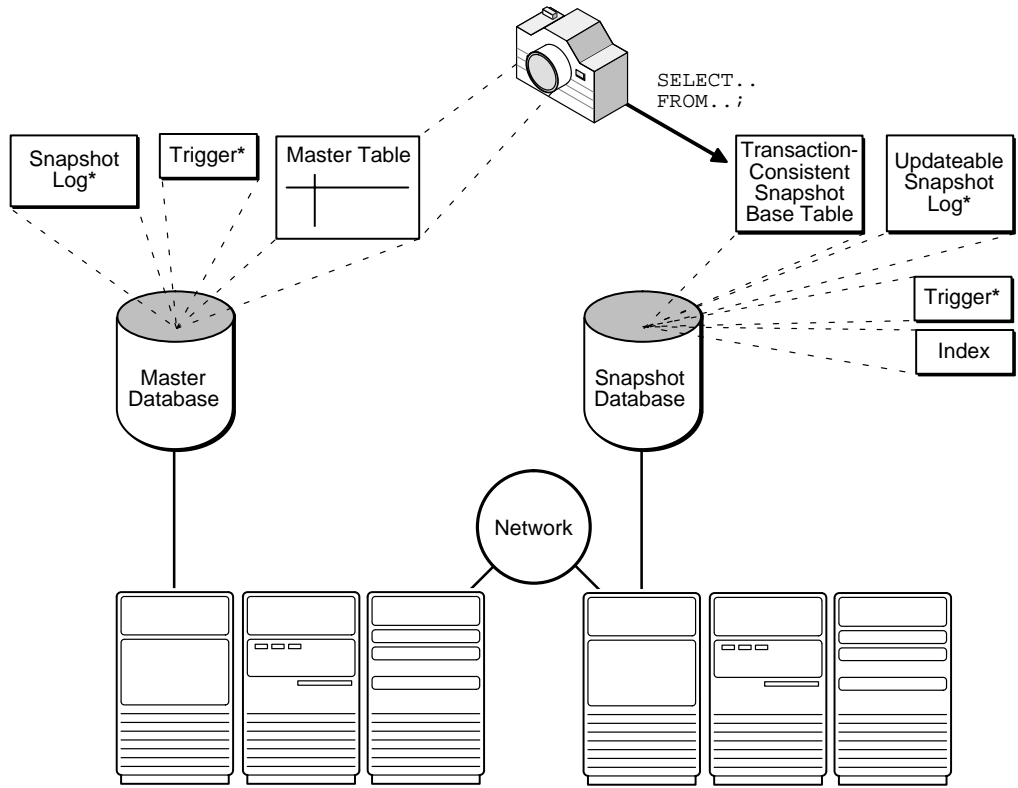 SELECT..
FROM..;
Snapshot
Log*
Trigger*
Master Table
Transaction-
Consistent
Snapshot
Base Table
Updateable
Snapshot
Log*
Trigger*
Index
Master
Database
Snapshot
Database
Network